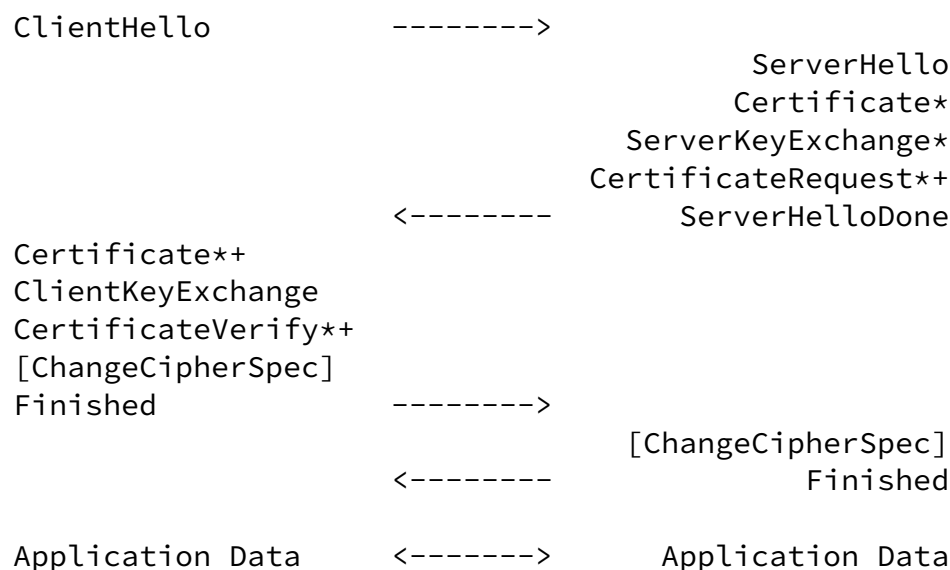 ClientHello -------->
ServerHello
Certificate*
ServerKeyExchange*
CertificateRequest*+
<-------- ServerHelloDone
Certificate*+
ClientKeyExchange
CertificateVerify*+
[ChangeCipherSpec]
Finished -------->
[ChangeCipherSpec]
<-------- Finished
Application Data <-------> Application Data